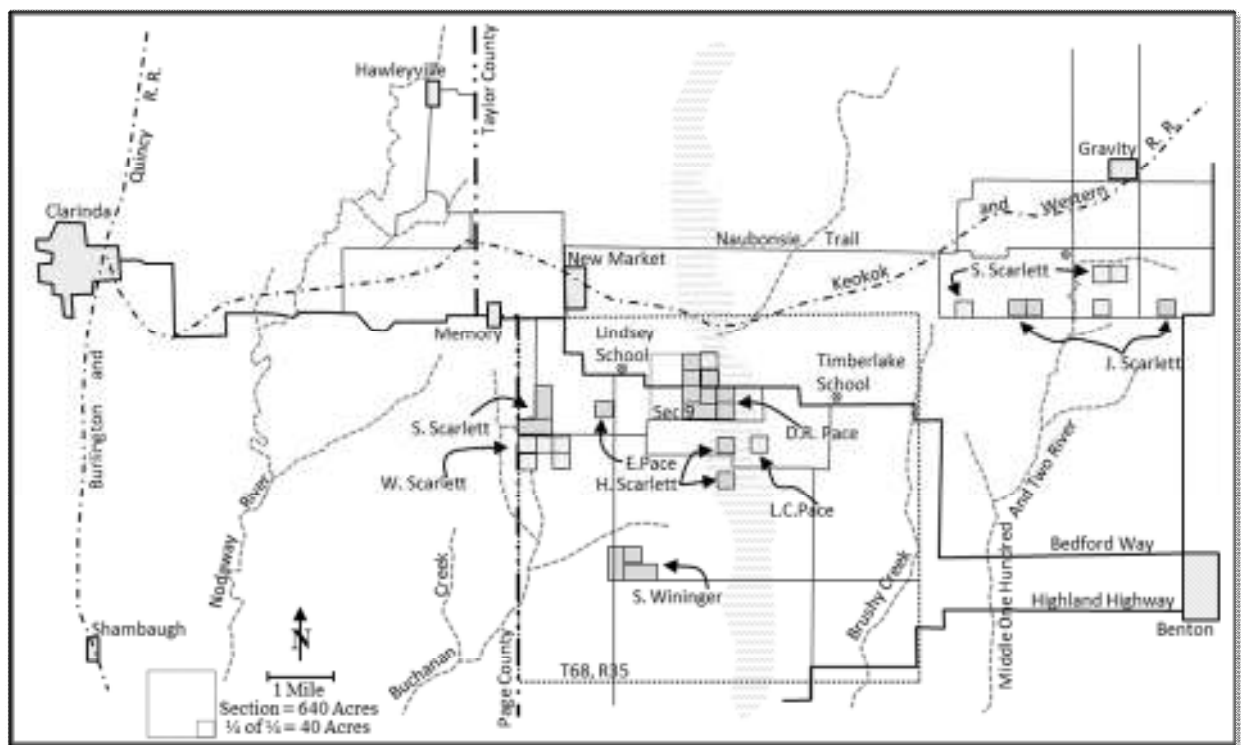 Hawleyville
Taylor County
Quincy R. R.
Gravity
and Western R. R.
Clarinda
Naubonsie Trail
New Market
S. Scarlett
Keokok
Memory
Lindsey
School
Timberlake
School
J. Scarlett
Burlington and
S. Scarlett
Sec 9
D.R. Pace
E.Pace
W. Scarlett
H. Scarlett
L.C.Pace
Nodaway River
Middle One Hundred And Two River
Bedford Way
Creek
S. Wininger
Brushy Creek
Highland Highway
Benton
Shambaugh
N
Buchanan
Page County
T68, R35
1 Mile
Section = 640 Acres
¼ of ¼ = 40 Acres